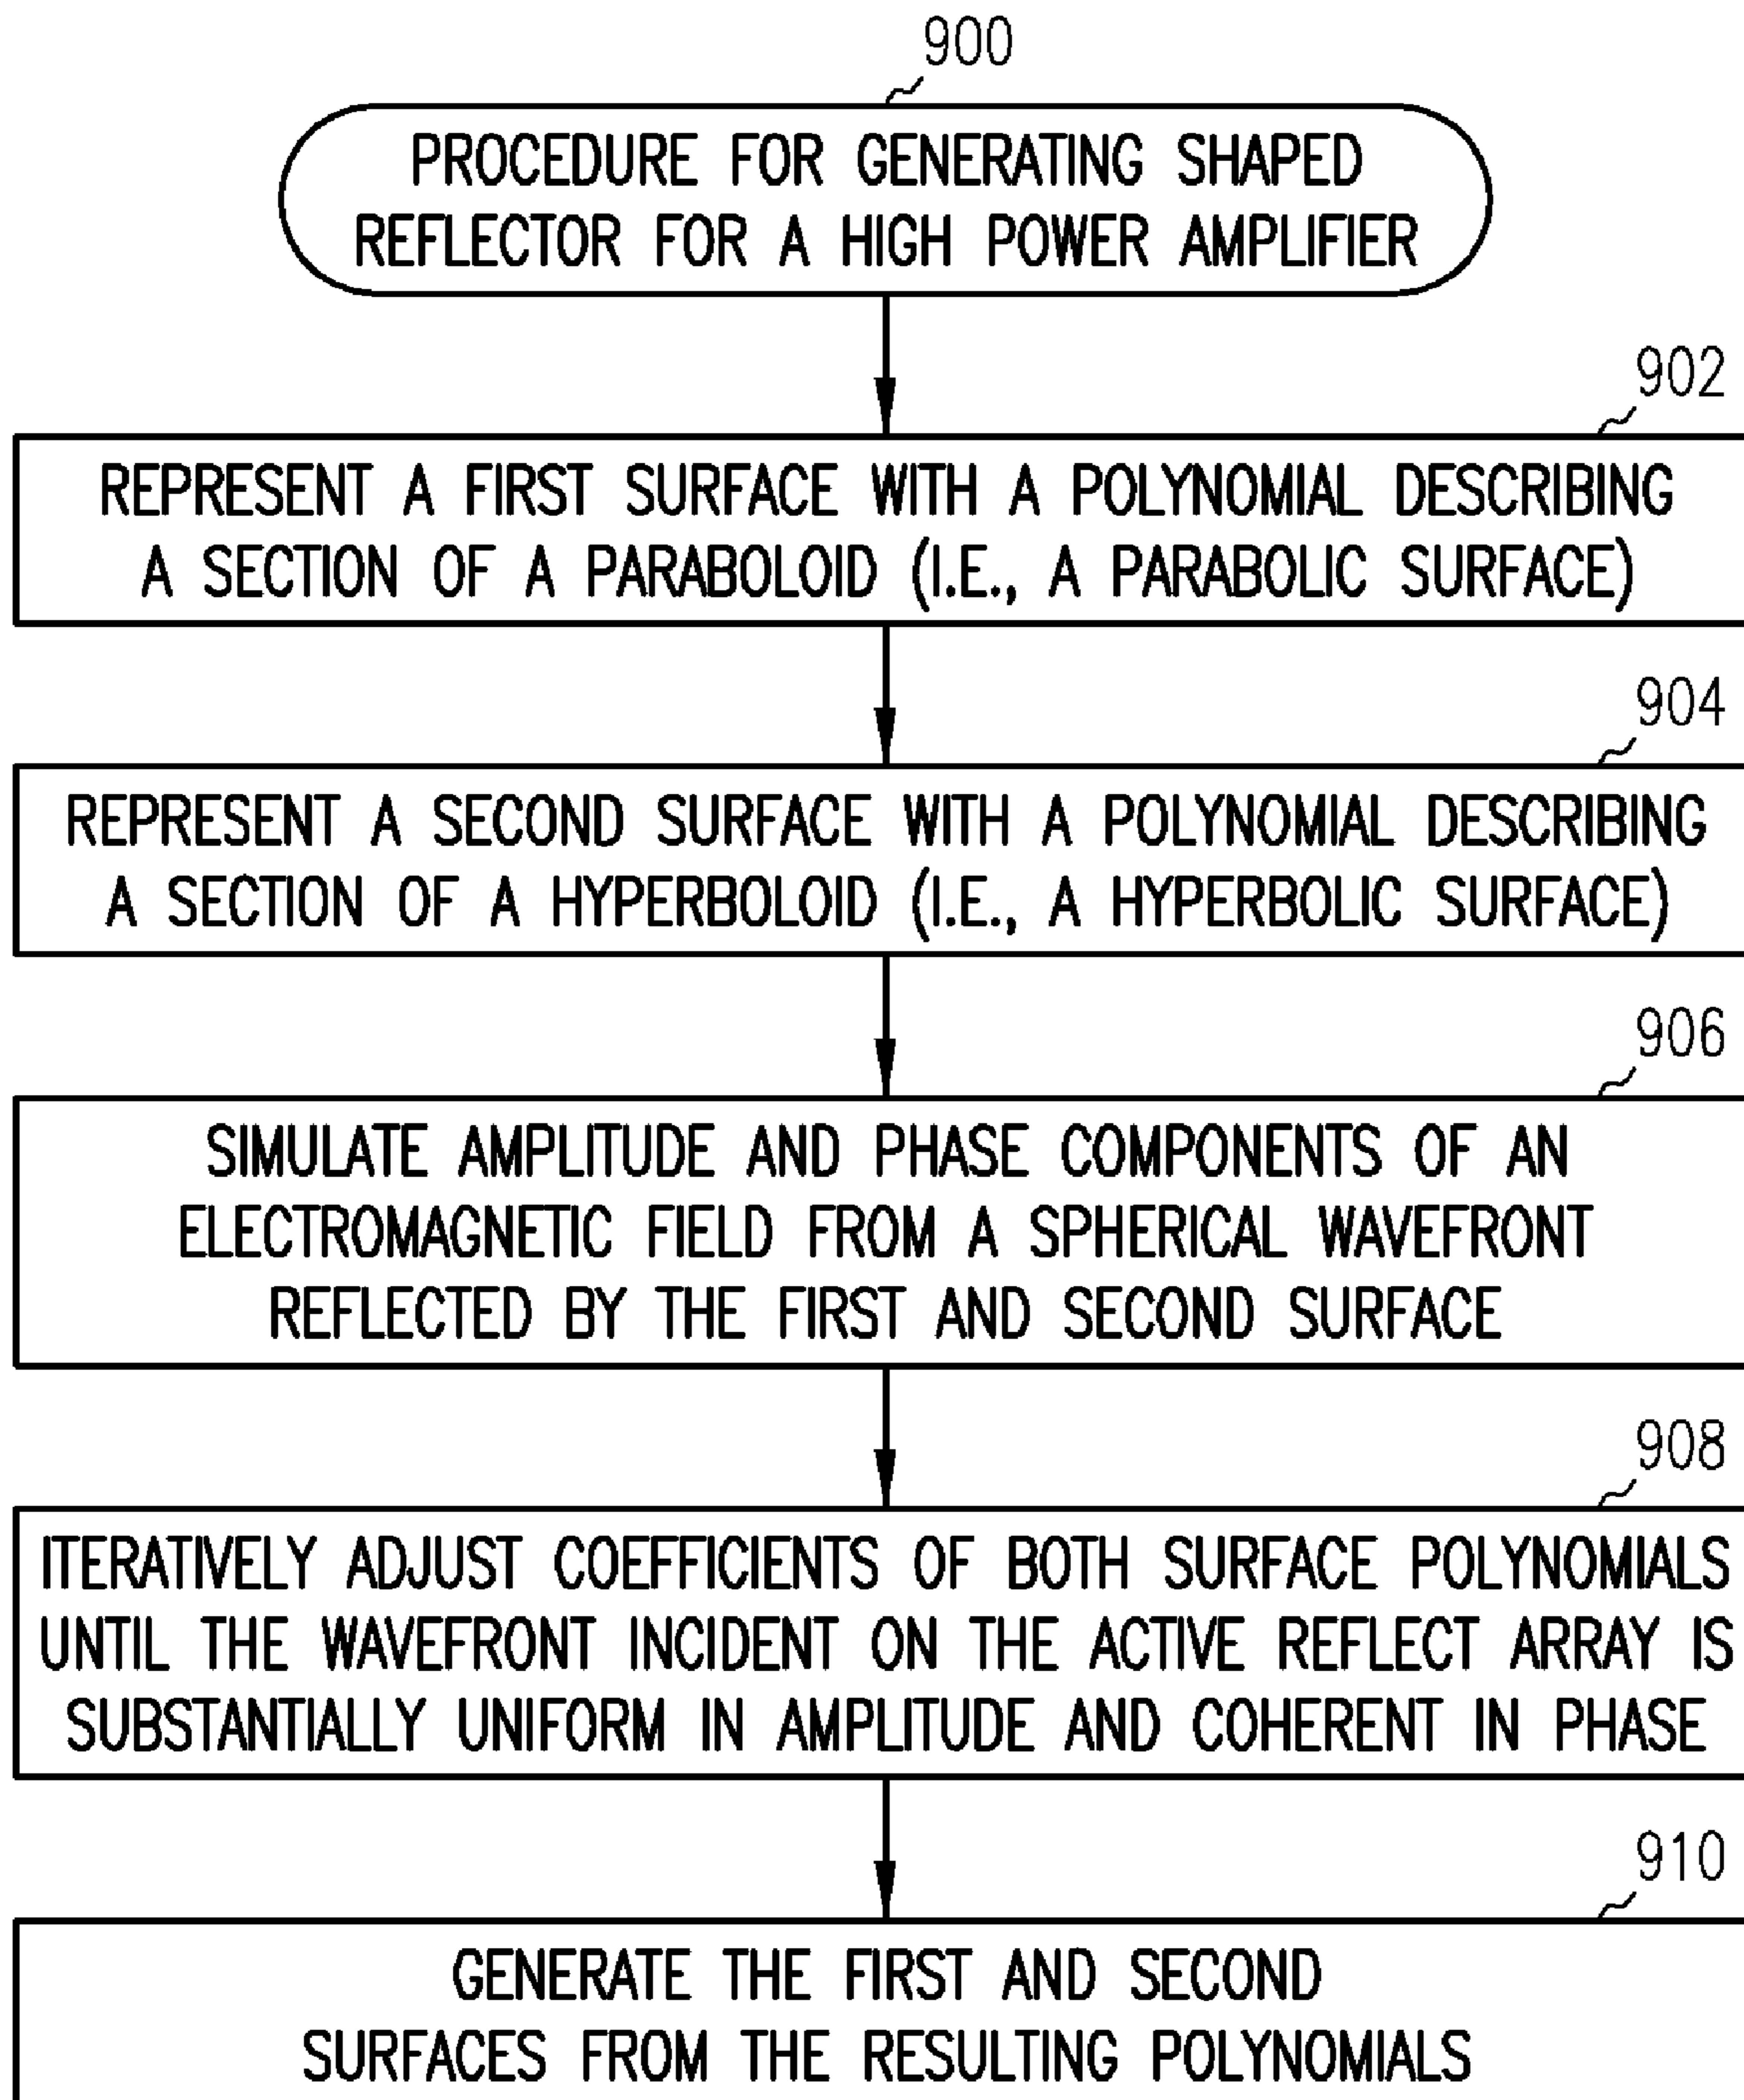 900
PROCEDURE FOR GENERATING SHAPED
REFLECTOR FOR A HIGH POWER AMPLIFIER
902
REPRESENT A FIRST SURFACE WITH A POLYNOMIAL DESCRIBING
A SECTION OF A PARABOLOID (I.E., A PARABOLIC SURFACE)
904
REPRESENT A SECOND SURFACE WITH A POLYNOMIAL DESCRIBING
A SECTION OF A HYPERBOLOID (I.E., A HYPERBOLIC SURFACE)
906
SIMULATE AMPLITUDE AND PHASE COMPONENTS OF AN
ELECTROMAGNETIC FIELD FROM A SPHERICAL WAVEFRONT
REFLECTED BY THE FIRST AND SECOND SURFACE
908
ITERATIVELY ADJUST COEFFICIENTS OF BOTH SURFACE POLYNOMIALS
UNTIL THE WAVEFRONT INCIDENT ON THE ACTIVE REFLECT ARRAY IS
SUBSTANTIALLY UNIFORM IN AMPLITUDE AND COHERENT IN PHASE
910
GENERATE THE FIRST AND SECOND
SURFACES FROM THE RESULTING POLYNOMIALS